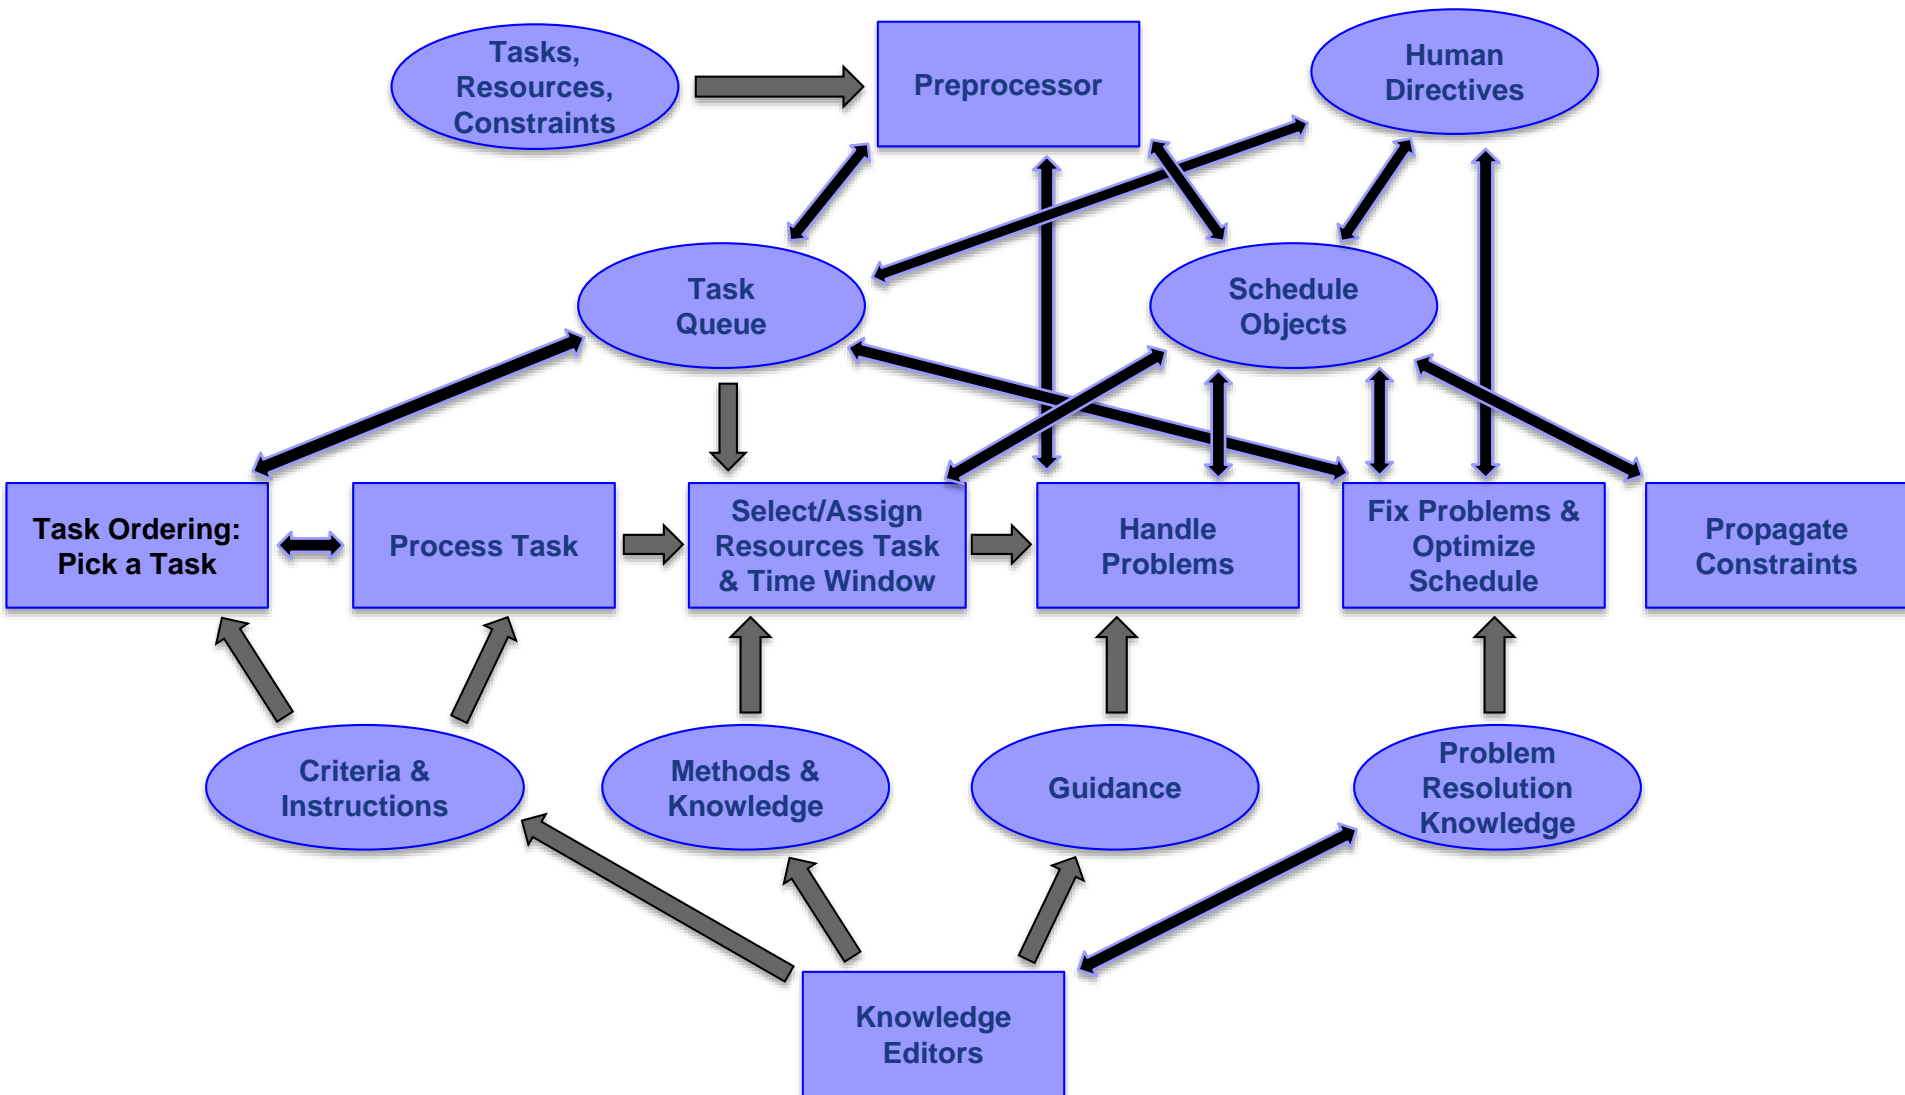 Tasks,
Resources,
Constraints
Preprocessor
Human
Directives
Task
Queue
Schedule
Objects
Task Ordering:
Pick a Task
Process Task
Select/Assign
Resources Task
& Time Window
Handle
Problems
Fix Problems &
Optimize
Schedule
Propagate
Constraints
Criteria &
Instructions
Methods &
Knowledge
Guidance
Problem
Resolution
Knowledge
Knowledge
Editors